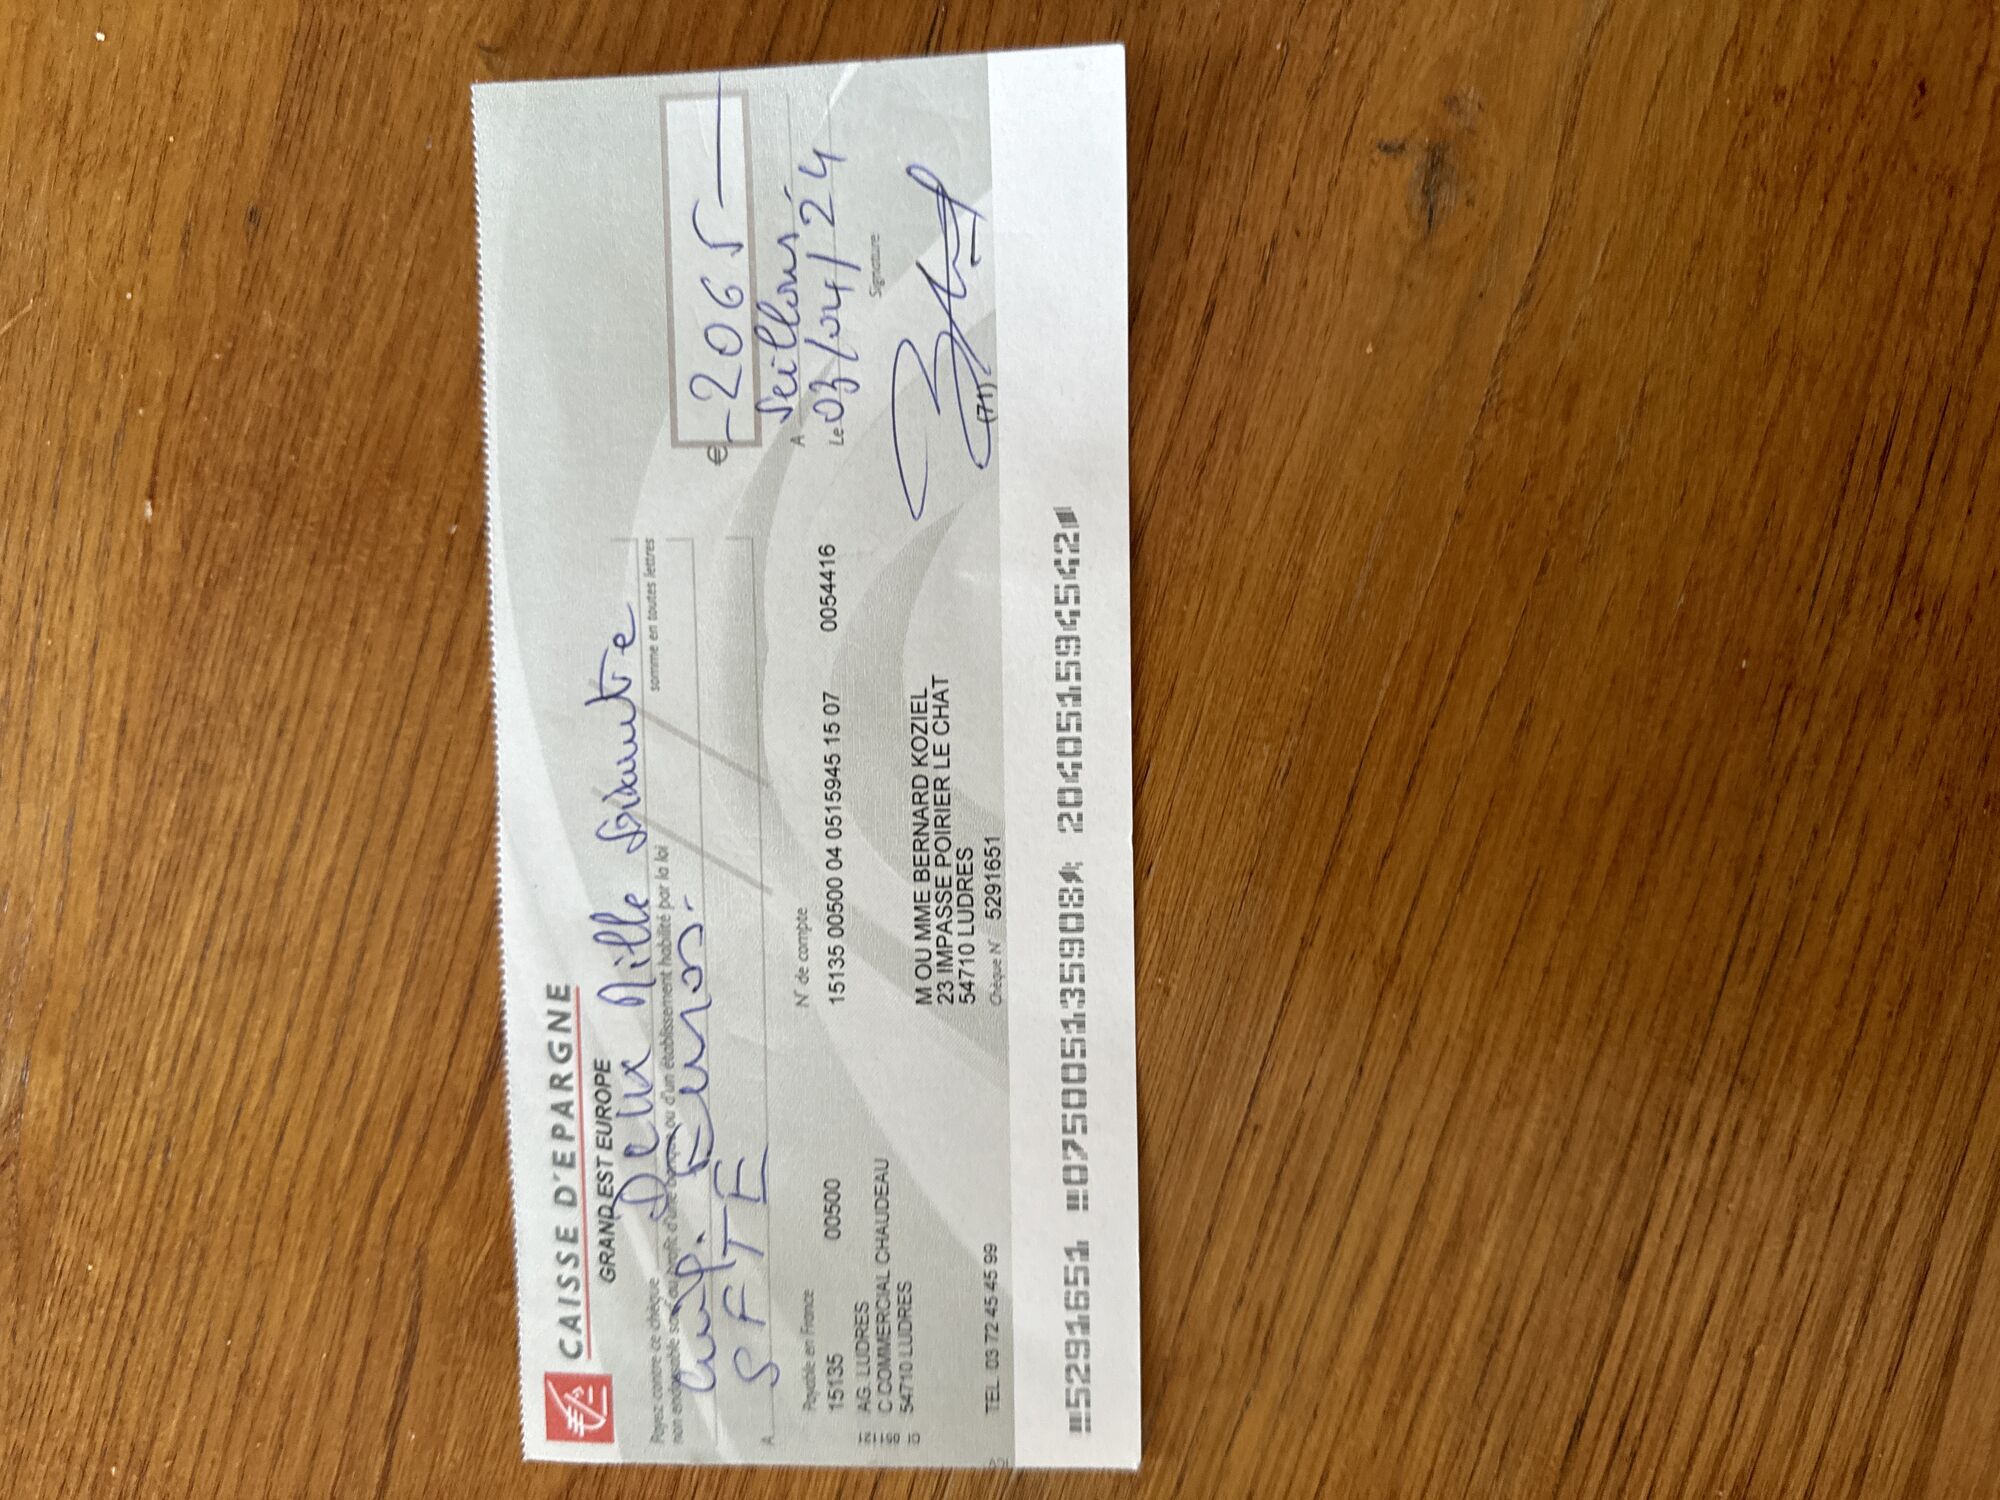 CAISSE D'EPARGNE
GRAND EST EUROPE
Payez contre ce chèque Deux Mille Soixante
non endossable sauf au profit d'une banque ou d'un établissement habilité par la loi
somme en toutes lettres
Cinq. Euros.
€ -2065-
A SFTE
A Seillons
Le 03/04/24
Payable en France
N° de compte
Signature
15135 00500 15135 00500 04 0515945 15 07 0054416
AG. LUDRES
C COMMERCIAL CHAUDEAU
54710 LUDRES
M OU MME BERNARD KOZIEL
23 IMPASSE POIRIER LE CHAT
54710 LUDRES
TEL. 03 72 45 45 99
Chèque N° 5291651
(71)
5291651 075005135908 204051594542